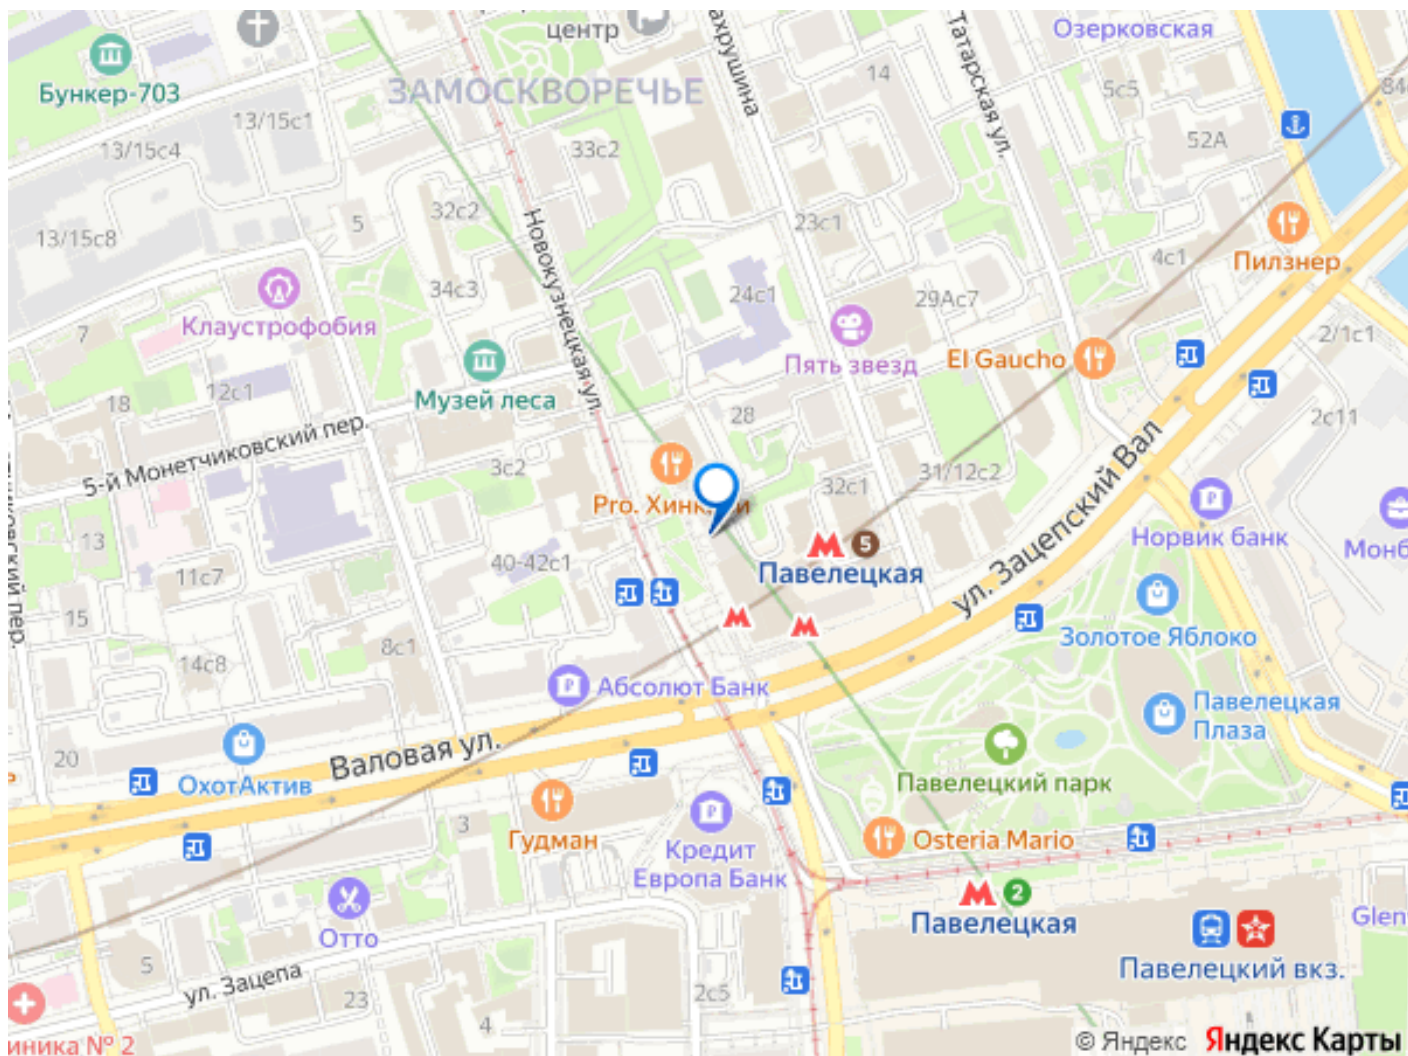 центр
Бункер-703
ЗАМОСКВОРЕЧЬЕ
Татарская ул.
Озерковская
14
5с5
13/15с1
13/15с4
33с2
52А
32с2
5
23с1
13/15с8
4с1
Пилзнер
34с3
24с1
29Ас7
Клаустрофобия
7
Новокузнецкая ул.
Пять звезд
El Gaucho
2/1с1
Музей леса
12с1
18
28
2с11
5-й Монетчиковский пер.
3с2
31/12с2
32с1
Pro.
ул. Зацепский Вал
Норвик банк
13
11с7
40-42с1
5
Павелецкая
15
Золотое Яблоко
8с1
14с8
Абсолют Банк
Павелецкая
Плаза
20
Валовая ул.
ОхотАктив
Павелецкий парк
3
Гудман
Кредит
Европа Банк
Osteria Mario
2
Павелецкая
Отто
5
ул. Зацепа
23
2с5
4
Павелецкий вкз.
© Яндекс Яндекс Карты